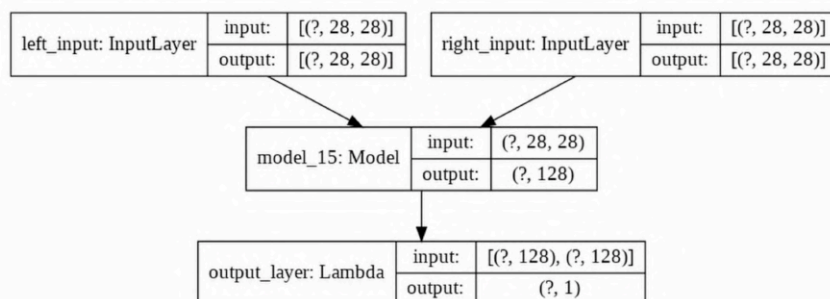 left_input: InputLayer input: [(?, 28, 28)] output: [(?, 28, 28)]
right_input: InputLayer input: [(?, 28, 28)] output: [(?, 28, 28)]
model_15: Model input: (?, 28, 28) output: (?, 128)
output_layer: Lambda input: [(?, 128), (?, 128)] output: (?, 1)